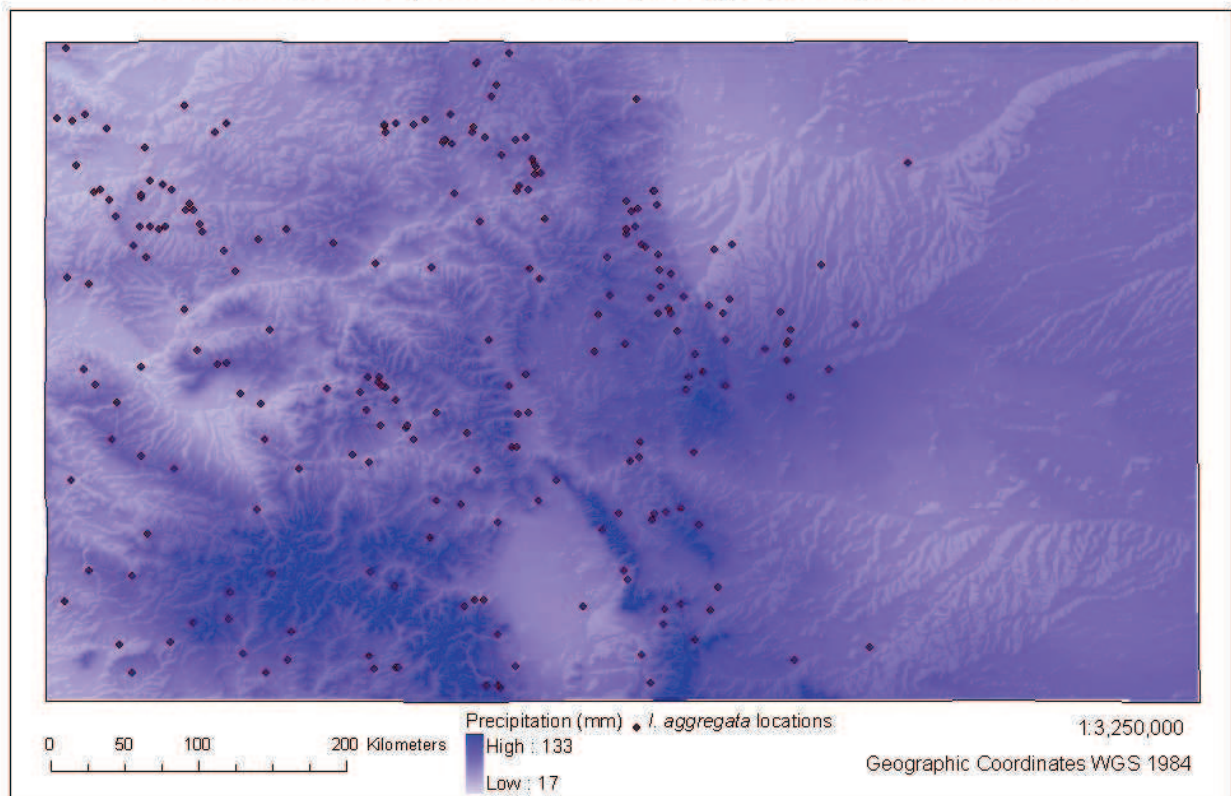 Precipitation (mm) I. aggregata locations
High : 133
Low : 17
0 50 100 200 Kilometers
1:3,250,000
Geographic Coordinates WGS 1984